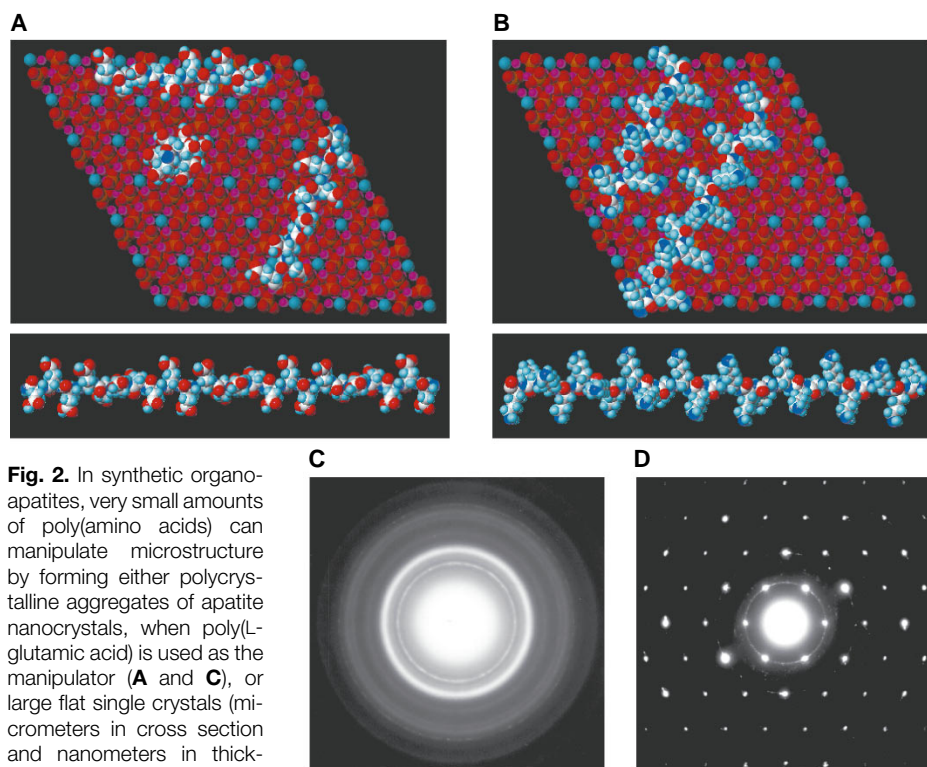 A
B
Fig. 2. In synthetic organo-
apatites, very small amounts
of poly(amino acids) can
manipulate microstructure
by forming either polycrys-
talline aggregates of apatite
nanocrystals, when poly(L-
glutamic acid) is used as the
manipulator (A and C), or
large flat single crystals (mi-
crometers in cross section
and nanometers in thick-
C
D